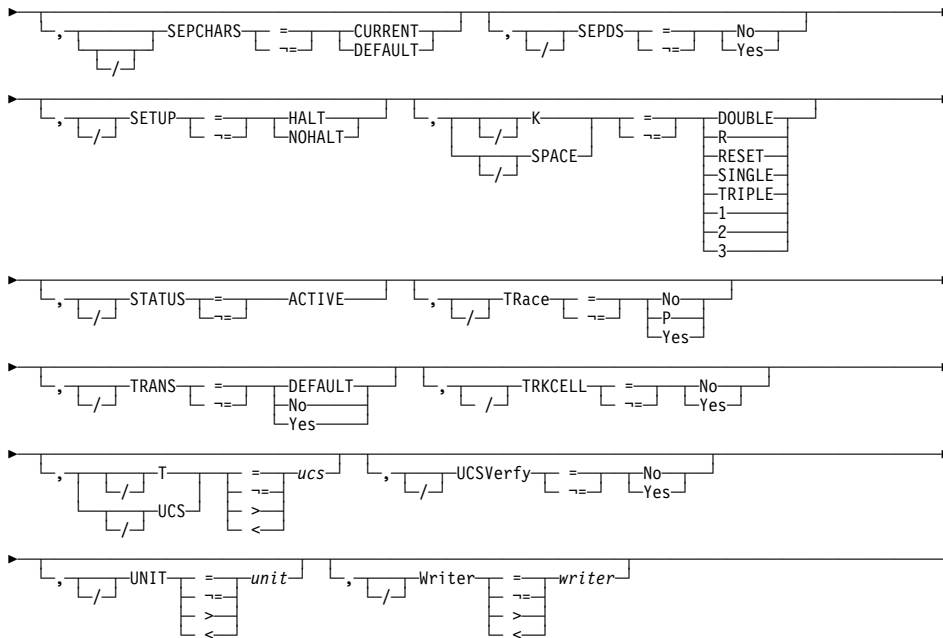 , / SEPCHARS = CURRENT , / SEPDS = No
¬= DEFAULT ¬= Yes
, / SETUP = HALT , / K = DOUBLE
¬= NOHALT / SPACE ¬= R
RESET
SINGLE
TRIPLE
1
2
3
, / STATUS = ACTIVE , / TRace = No
¬= ¬= P
Yes
, / TRANS = DEFAULT , / TRKCELL = No
¬= No ¬= Yes
Yes
, / T = ucs , / UCSVerfy = No
/ UCS ¬= ¬= Yes
>
<
, / UNIT = unit , / Writer = writer
¬= ¬=
> >
< <